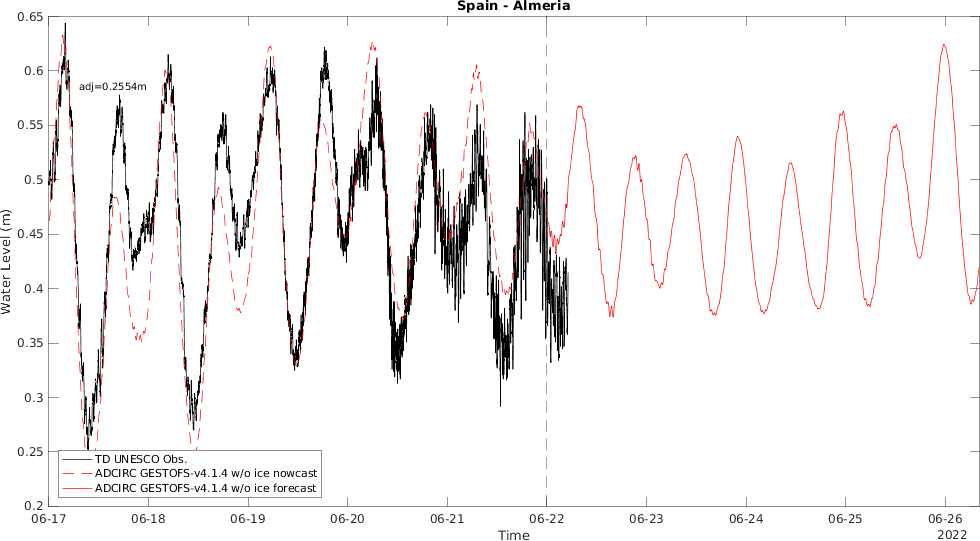 Spain - Almeria
0.65
0.6
0.55
0.5
0.45
0.4
0.35
0.3
0.25
0.2
Water Level (m)
adj=0.2554m
TD UNESCO Obs.
ADCIRC GESTOFS-v4.1.4 w/o ice nowcast
ADCIRC GESTOFS-v4.1.4 w/o ice forecast
06-17 06-18 06-19 06-20 06-21 06-22 06-23 06-24 06-25 06-26
Time
2022